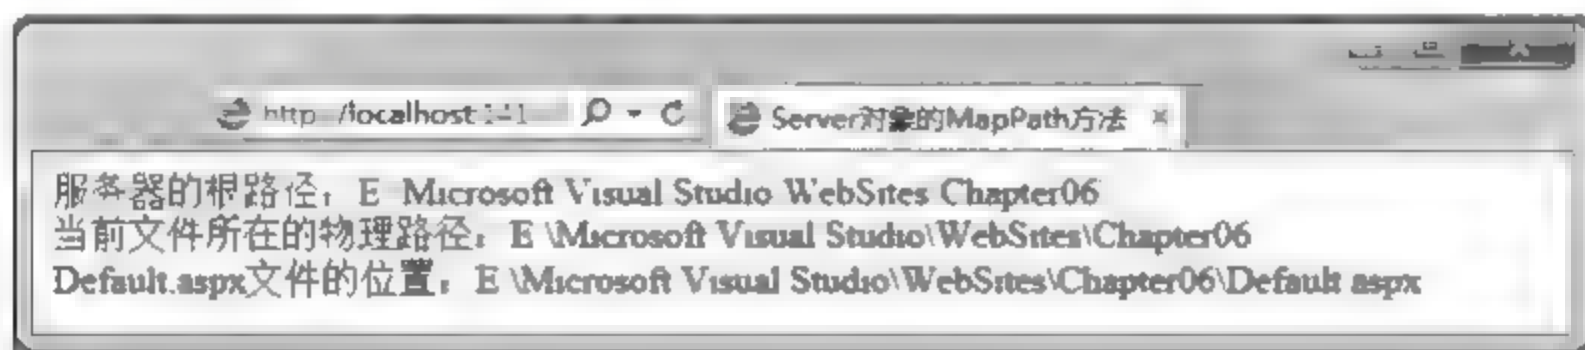 http://localhost:141
Server对象的MapPath方法 ×
服务器的根路径：E Microsoft Visual Studio WebSites Chapter06
当前文件所在的物理路径：E \Microsoft Visual Studio\WebSites\Chapter06
Default.aspx文件的位置：E \Microsoft Visual Studio\WebSites\Chapter06\Default aspx